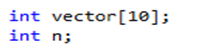 int vector[10];
int n;